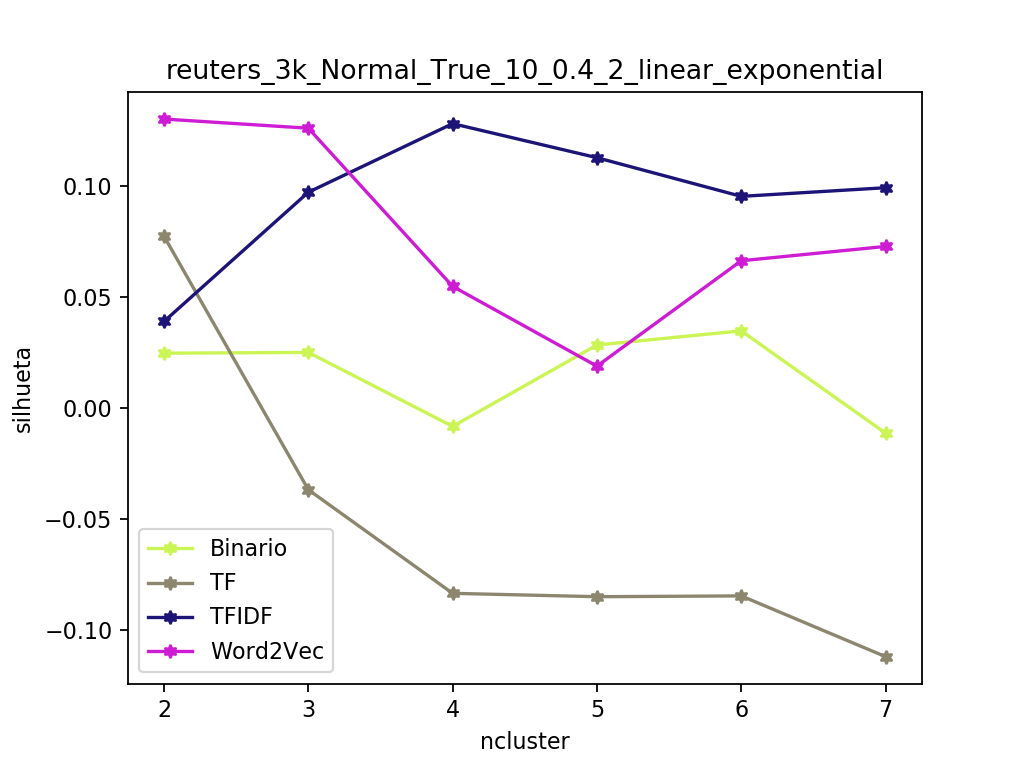 reuters_3k_Normal_True_10_0.4_2_linear_exponential
silhueta
0.10
0.05
0.00
−0.05
−0.10
Binario
TF
TFIDF
Word2Vec
2 3 4 5 6 7
ncluster